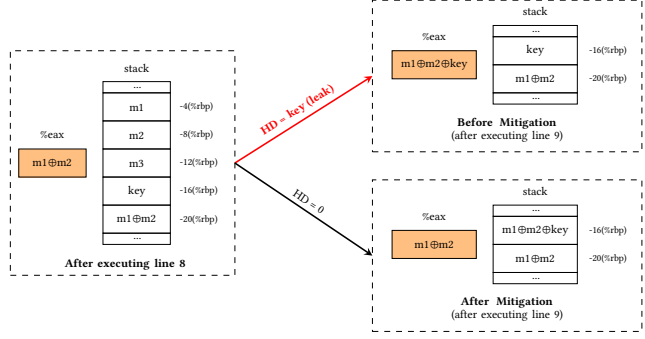 stack
...
m1 -4(%rbp)
m2 -8(%rbp)
%eax
m1⊕m2
m3 -12(%rbp)
key -16(%rbp)
m1⊕m2 -20(%rbp)
...
After executing line 8
HD = key (leak)
HD = 0
%eax
m1⊕m2⊕key
stack
...
key -16(%rbp)
m1⊕m2 -20(%rbp)
...
Before Mitigation
(after executing line 9)
%eax
m1⊕m2
stack
...
m1⊕m2⊕key -16(%rbp)
m1⊕m2 -20(%rbp)
...
After Mitigation
(after executing line 9)